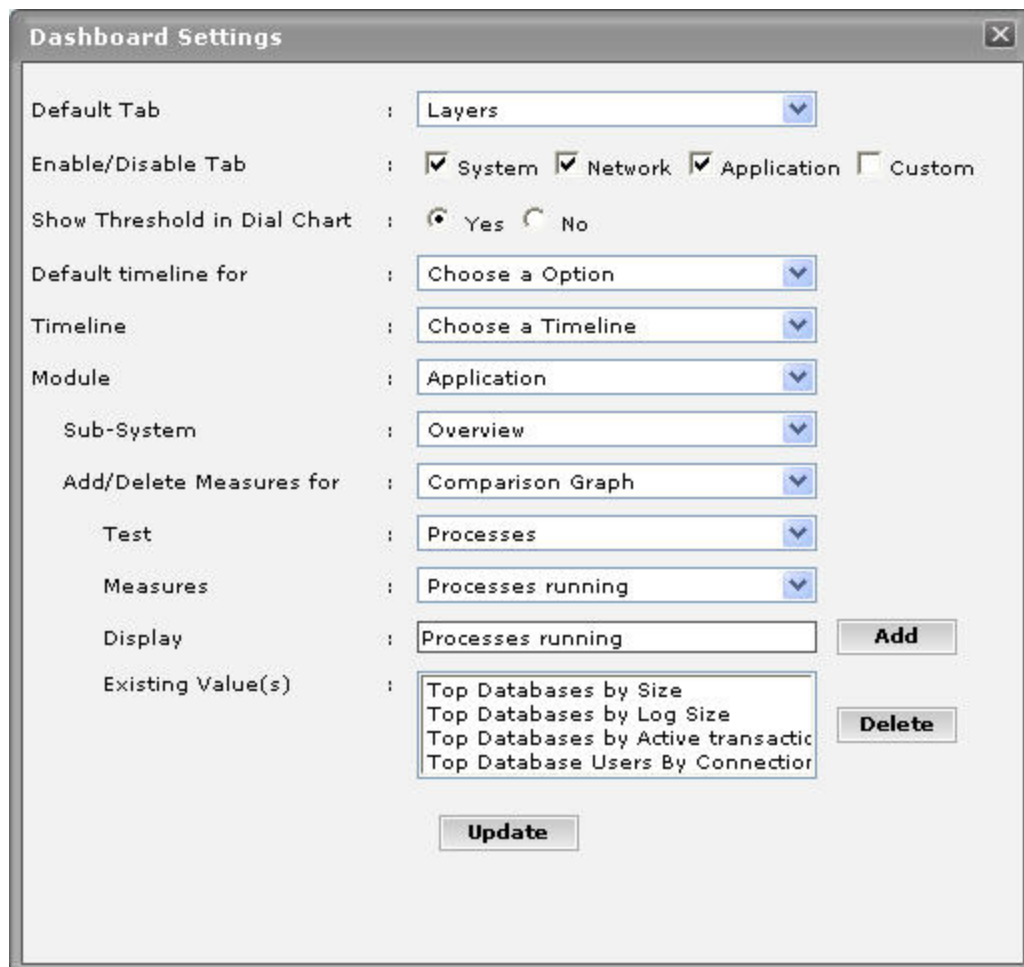 Dashboard Settings
Default Tab : Layers
Enable/Disable Tab : System Network Application Custom
Show Threshold in Dial Chart : Yes No
Default timeline for : Choose a Option
Timeline : Choose a Timeline
Module : Application
Sub-System : Overview
Add/Delete Measures for : Comparison Graph
Test : Processes
Measures : Processes running
Display : Processes running Add
Existing Value(s) : Top Databases by Size
Top Databases by Log Size
Top Databases by Active transactic
Top Database Users By Connection
Delete
Update